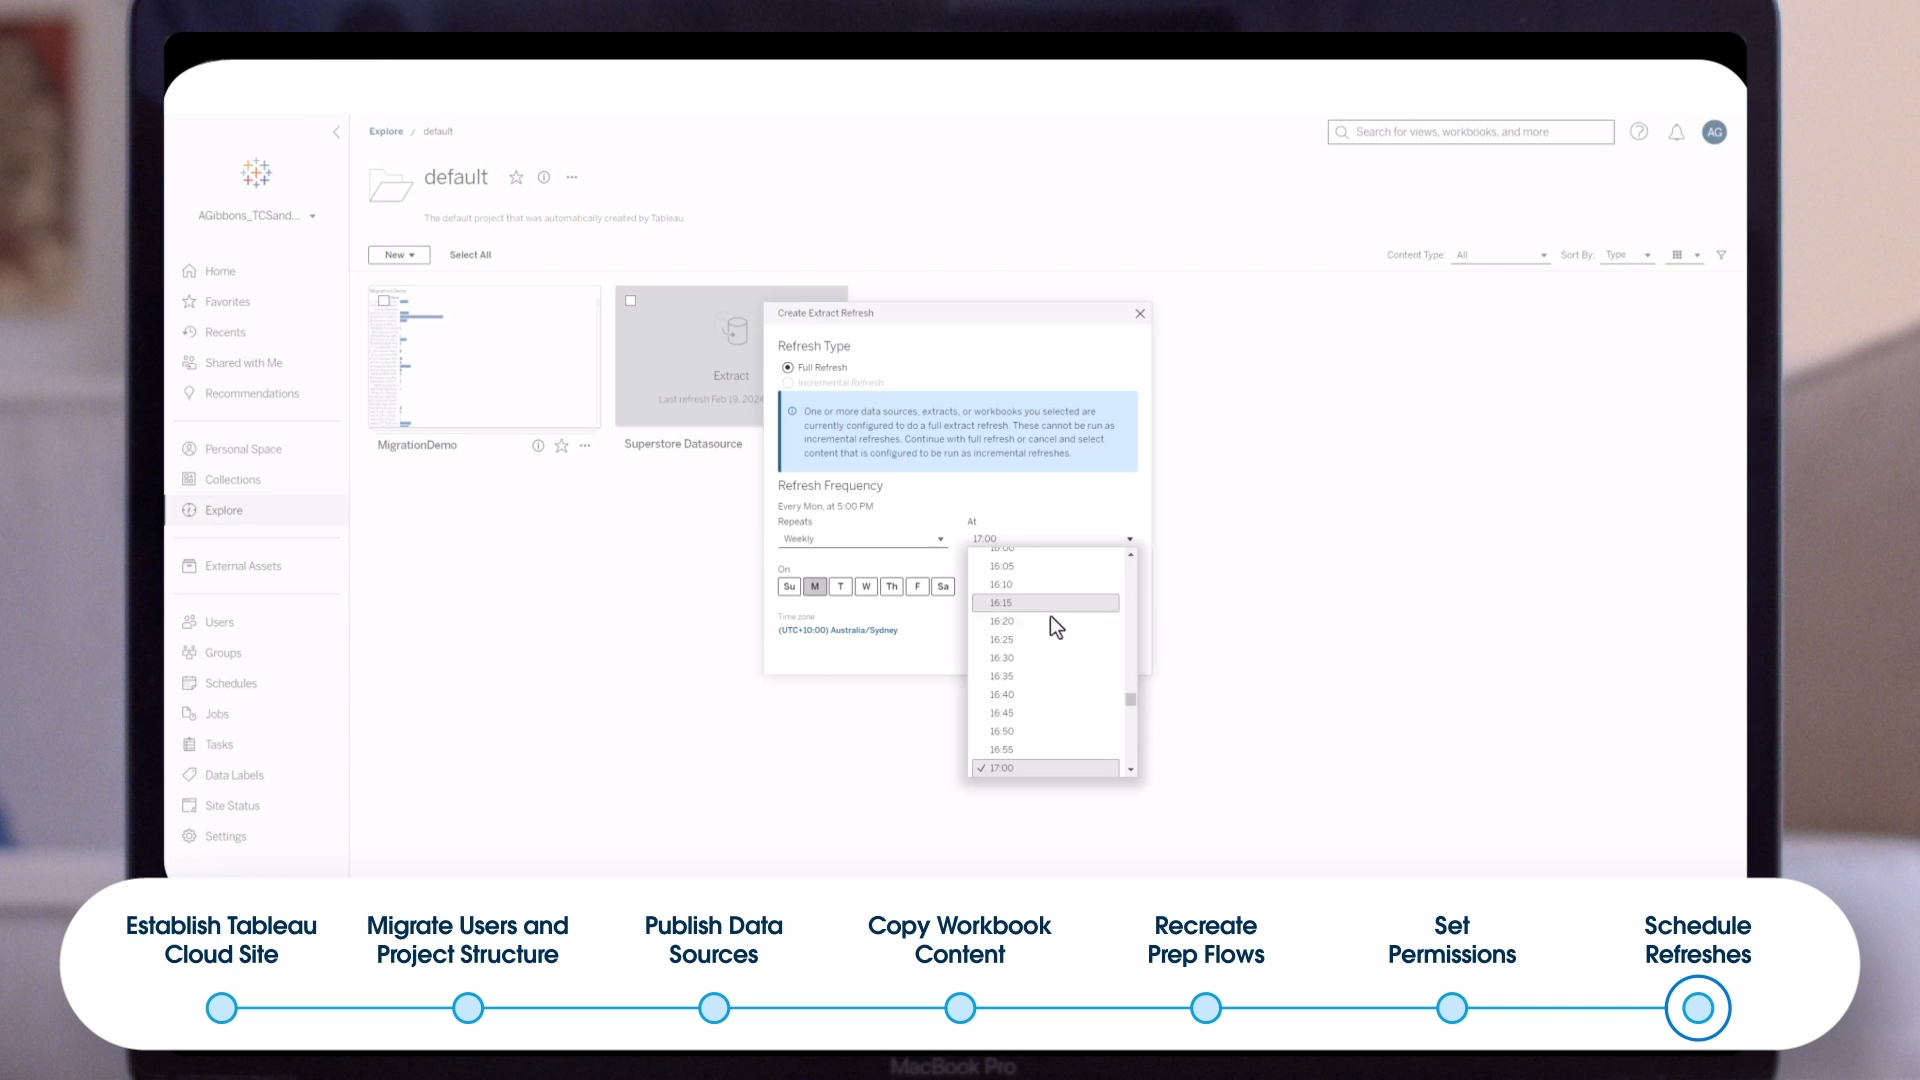 Explore / default
Search for views, workbooks, and more
AG
default
The default project that was automatically created by Tableau.
AGibbons_TCSand...
New
Select All
Content Type: All
Sort By: Type
Home
Favorites
Recents
Shared with Me
Recommendations
Personal Space
Collections
Explore
External Assets
Users
Groups
Schedules
Jobs
Tasks
Data Labels
Site Status
Settings
MigrationDemo
MigrationDemo
Extract
Last refresh Feb 19, 2024
Superstore Datasource
Create Extract Refresh
Refresh Type
Full Refresh
Incremental Refresh
One or more data sources, extracts, or workbooks you selected are
currently configured to do a full extract refresh. These cannot be run as
incremental refreshes. Continue with full refresh or cancel and select
content that is configured to be run as incremental refreshes.
Refresh Frequency
Every Mon, at 5:00 PM
Repeats
At
Weekly
17:00
On
Su M T W Th F Sa
Time zone
(UTC+10:00) Australia/Sydney
16:00
16:05
16:10
16:15
16:20
16:25
16:30
16:35
16:40
16:45
16:50
16:55
17:00
Establish Tableau
Cloud Site
Migrate Users and
Project Structure
Publish Data
Sources
Copy Workbook
Content
Recreate
Prep Flows
Set
Permissions
Schedule
Refreshes
MacBook Pro